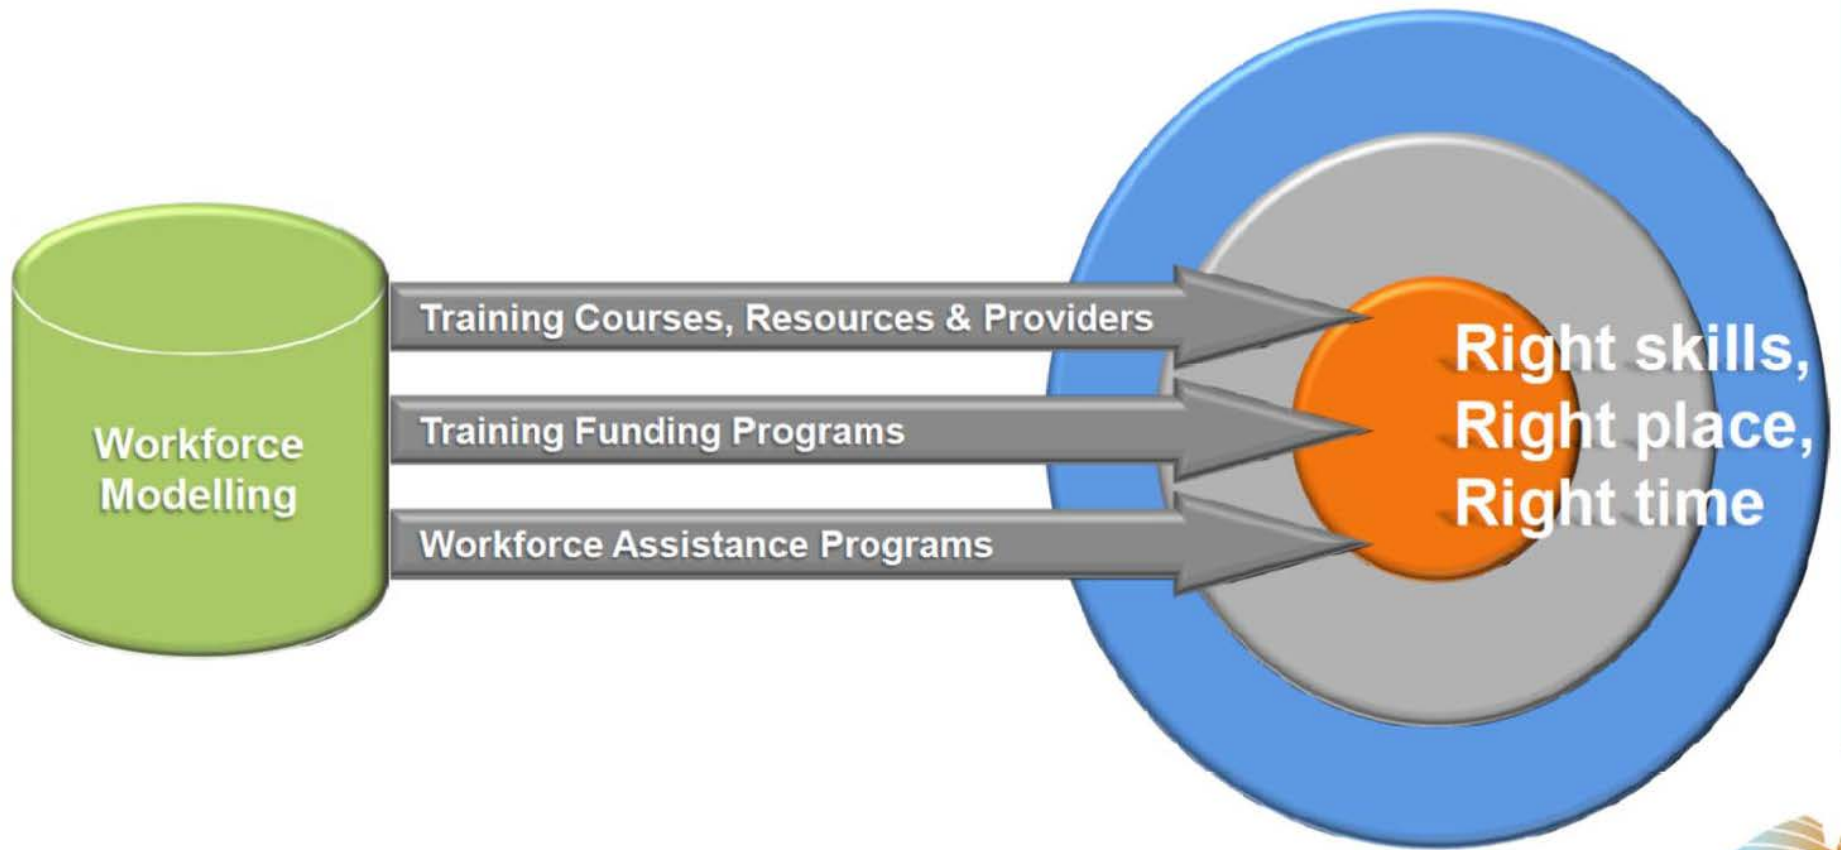 Workforce
Modelling
Training Courses, Resources & Providers
Training Funding Programs
Workforce Assistance Programs
Right skills,
Right place,
Right time